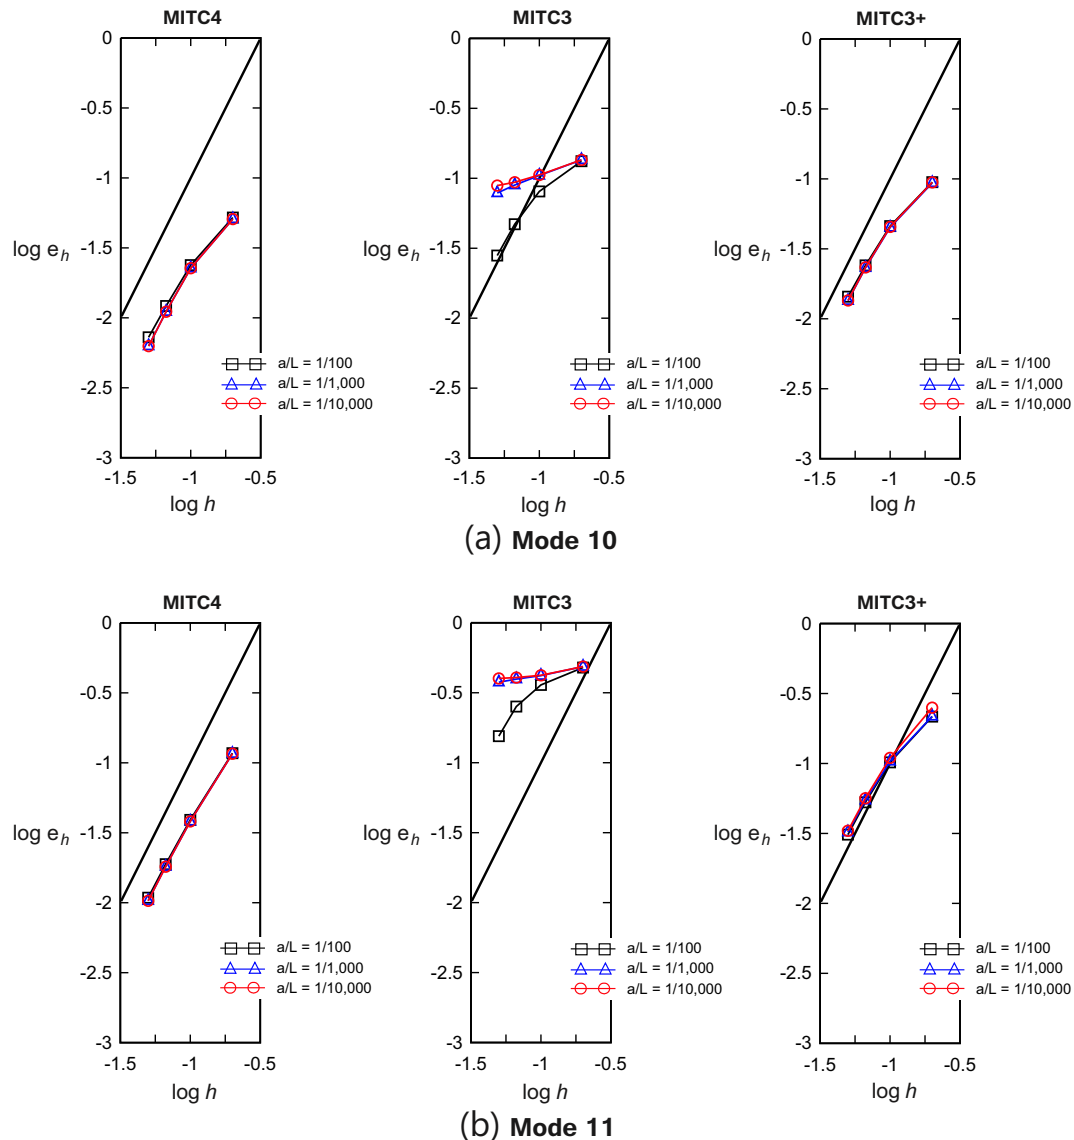 MITC4
MITC3
MITC3+
0
-0.5
-1
-1.5
-2
-2.5
-3
log e_h
-1.5 -1 -0.5
log h
a/L = 1/100
a/L = 1/1,000
a/L = 1/10,000
0
-0.5
-1
-1.5
-2
-2.5
-3
log e_h
-1.5 -1 -0.5
log h
a/L = 1/100
a/L = 1/1,000
a/L = 1/10,000
0
-0.5
-1
-1.5
-2
-2.5
-3
log e_h
-1.5 -1 -0.5
log h
a/L = 1/100
a/L = 1/1,000
a/L = 1/10,000
(a) Mode 10
MITC4
MITC3
MITC3+
0
-0.5
-1
-1.5
-2
-2.5
-3
log e_h
-1.5 -1 -0.5
log h
a/L = 1/100
a/L = 1/1,000
a/L = 1/10,000
0
-0.5
-1
-1.5
-2
-2.5
-3
log e_h
-1.5 -1 -0.5
log h
a/L = 1/100
a/L = 1/1,000
a/L = 1/10,000
0
-0.5
-1
-1.5
-2
-2.5
-3
log e_h
-1.5 -1 -0.5
log h
a/L = 1/100
a/L = 1/1,000
a/L = 1/10,000
(b) Mode 11